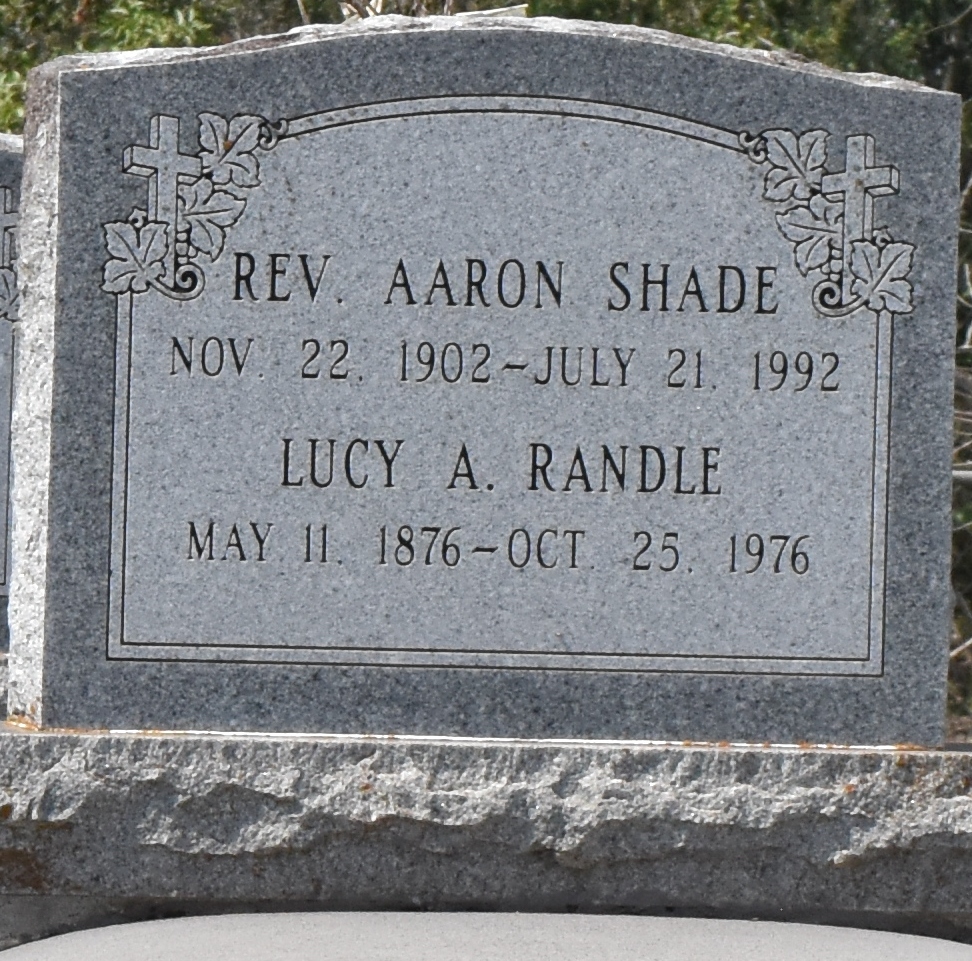 REV. AARON SHADE
NOV. 22, 1902-JULY 21, 1992
LUCY A. RANDLE
MAY 11, 1876-OCT. 25, 1976